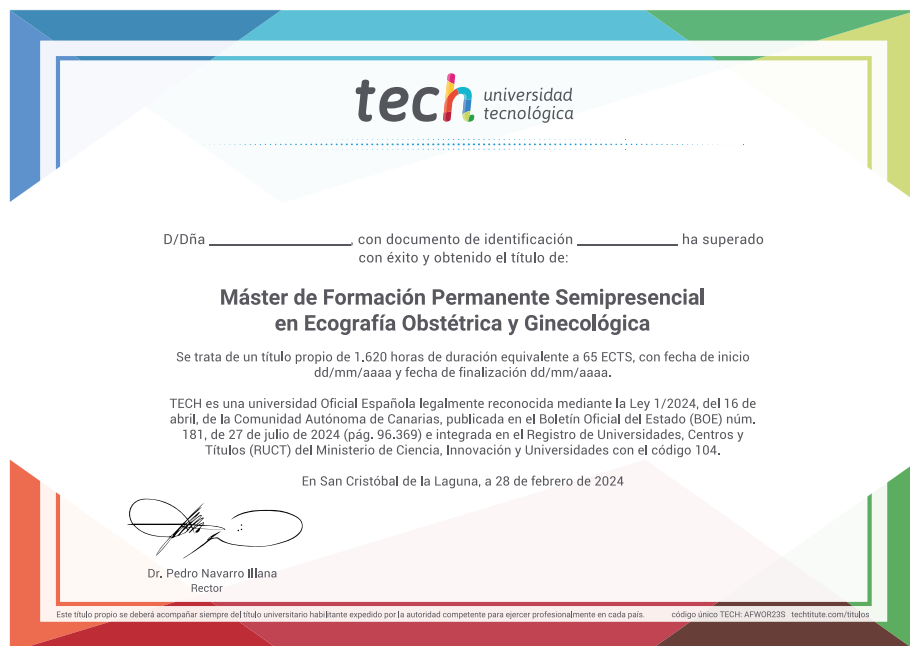 tech universidad
tecnológica
D/Dña , con documento de identificación ha superado
con éxito y obtenido el título de:
Máster de Formación Permanente Semipresencial
en Ecografía Obstétrica y Ginecológica
Se trata de un título propio de 1.620 horas de duración equivalente a 65 ECTS, con fecha de inicio
dd/mm/aaaa y fecha de finalización dd/mm/aaaa.
TECH es una universidad Oficial Española legalmente reconocida mediante la Ley 1/2024, del 16 de
abril, de la Comunidad Autónoma de Canarias, publicada en el Boletín Oficial del Estado (BOE) núm.
181, de 27 de julio de 2024 (pág. 96.369) e integrada en el Registro de Universidades, Centros y
Títulos (RUCT) del Ministerio de Ciencia, Innovación y Universidades con el código 104.
En San Cristóbal de la Laguna, a 28 de febrero de 2024
Dr. Pedro Navarro Illana
Rector
Este título propio se deberá acompañar siempre del título universitario habilitante expedido por la autoridad competente para ejercer profesionalmente en cada país. código único TECH: AFWOR23S techtitute.com/titulos